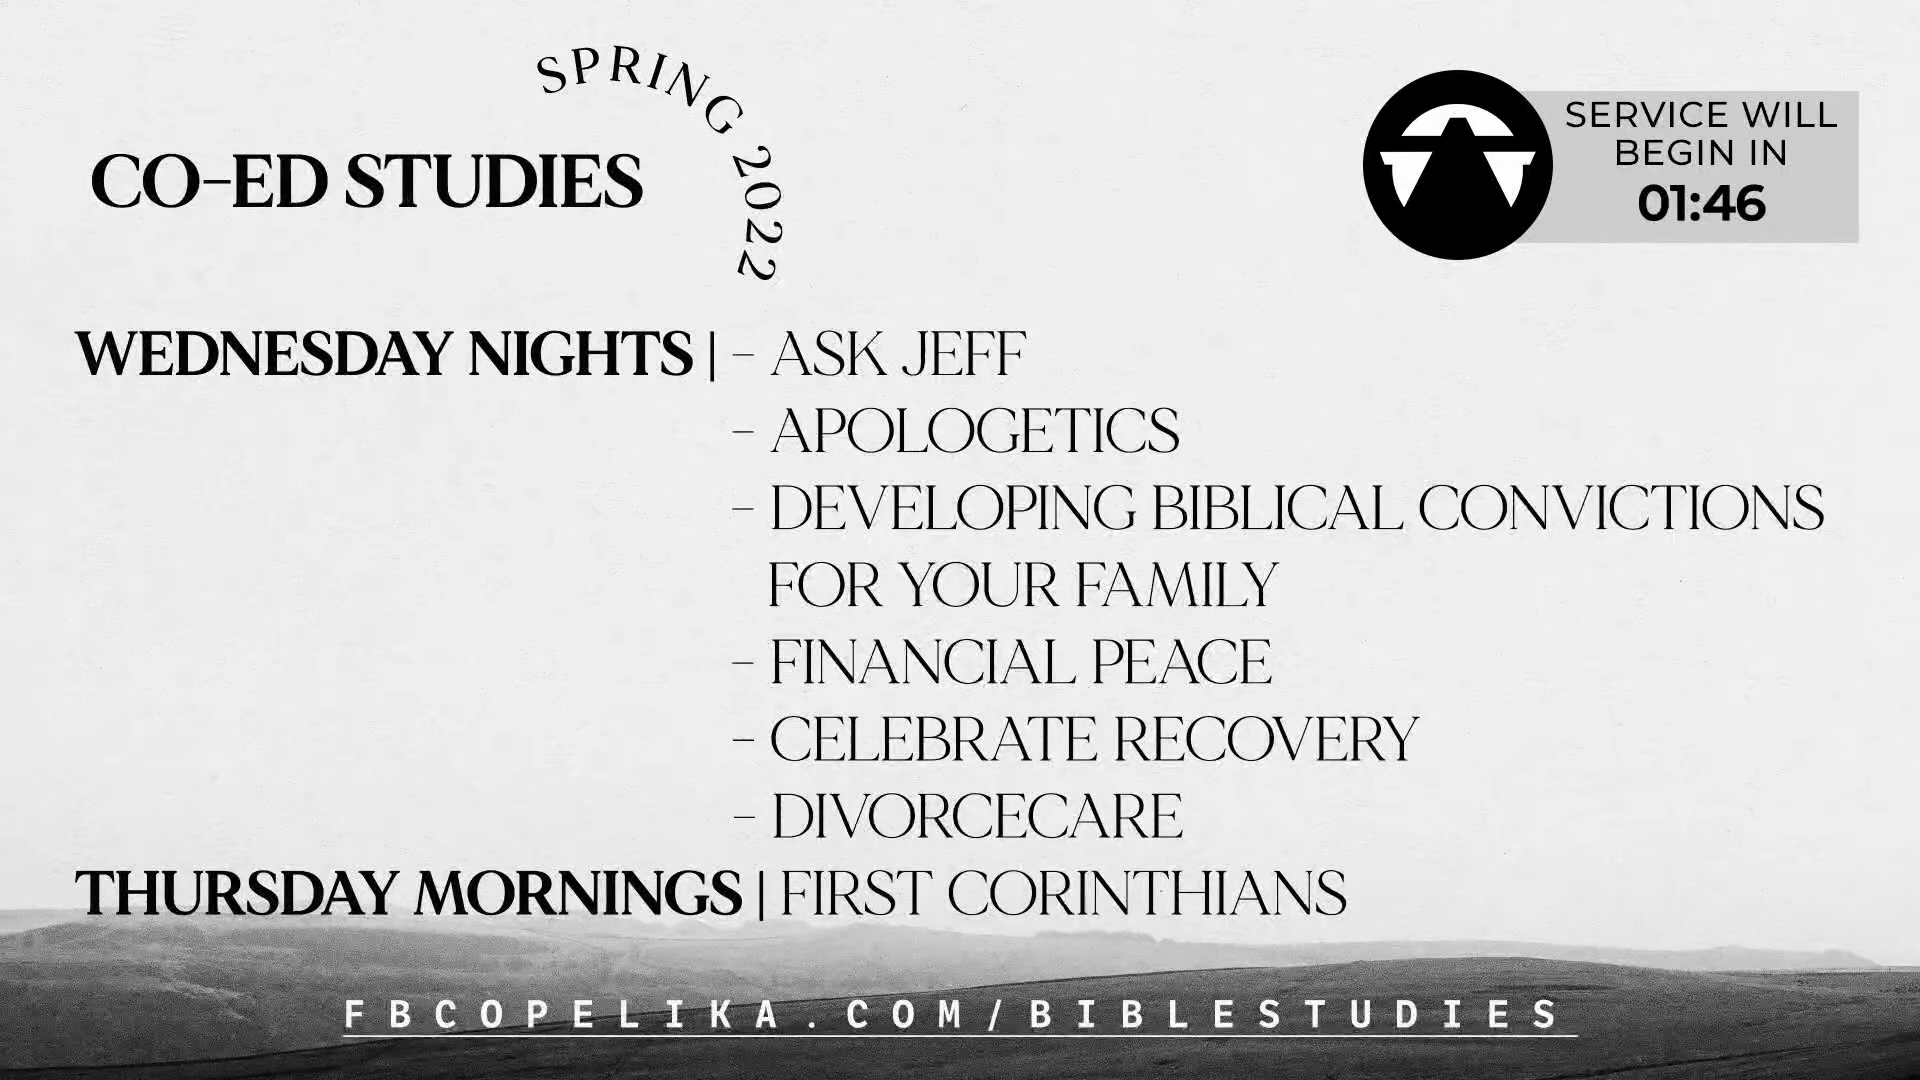 SPRING 2022
CO-ED STUDIES
SERVICE WILL
BEGIN IN
01:46
WEDNESDAY NIGHTS | - ASK JEFF
- APOLOGETICS
- DEVELOPING BIBLICAL CONVICTIONS
FOR YOUR FAMILY
- FINANCIAL PEACE
- CELEBRATE RECOVERY
- DIVORCECARE
THURSDAY MORNINGS | FIRST CORINTHIANS
FBCOPELIKA.COM/BIBLESTUDIES